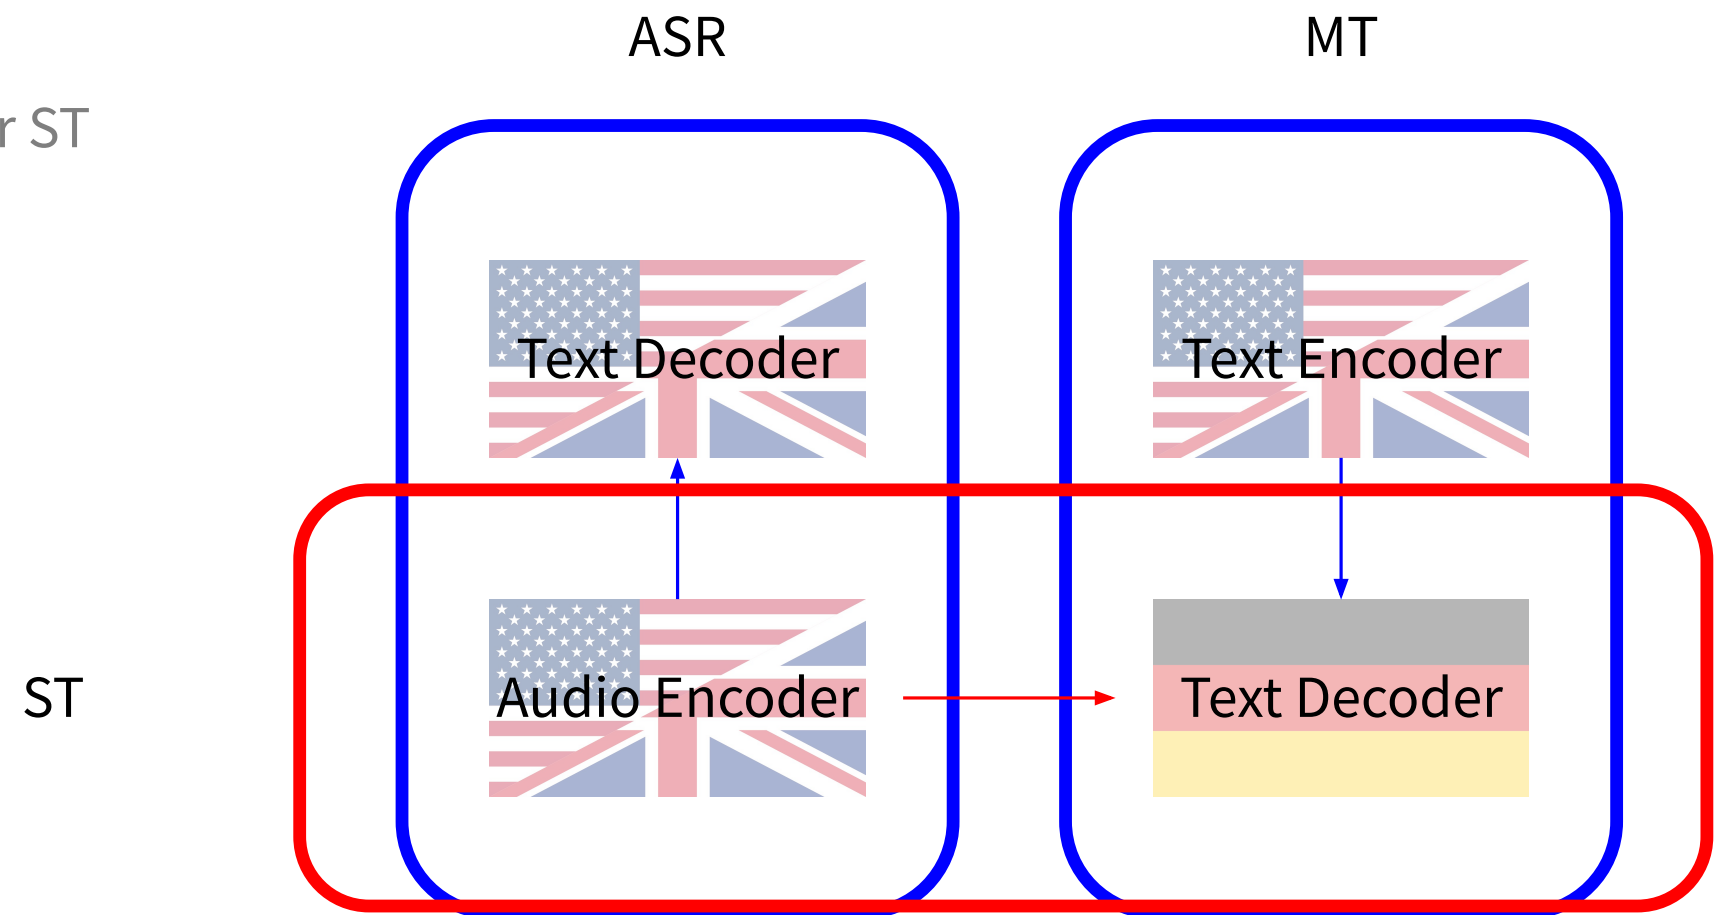 ASR
MT
r ST
Text Decoder
Text Encoder
ST
Audio Encoder
Text Decoder